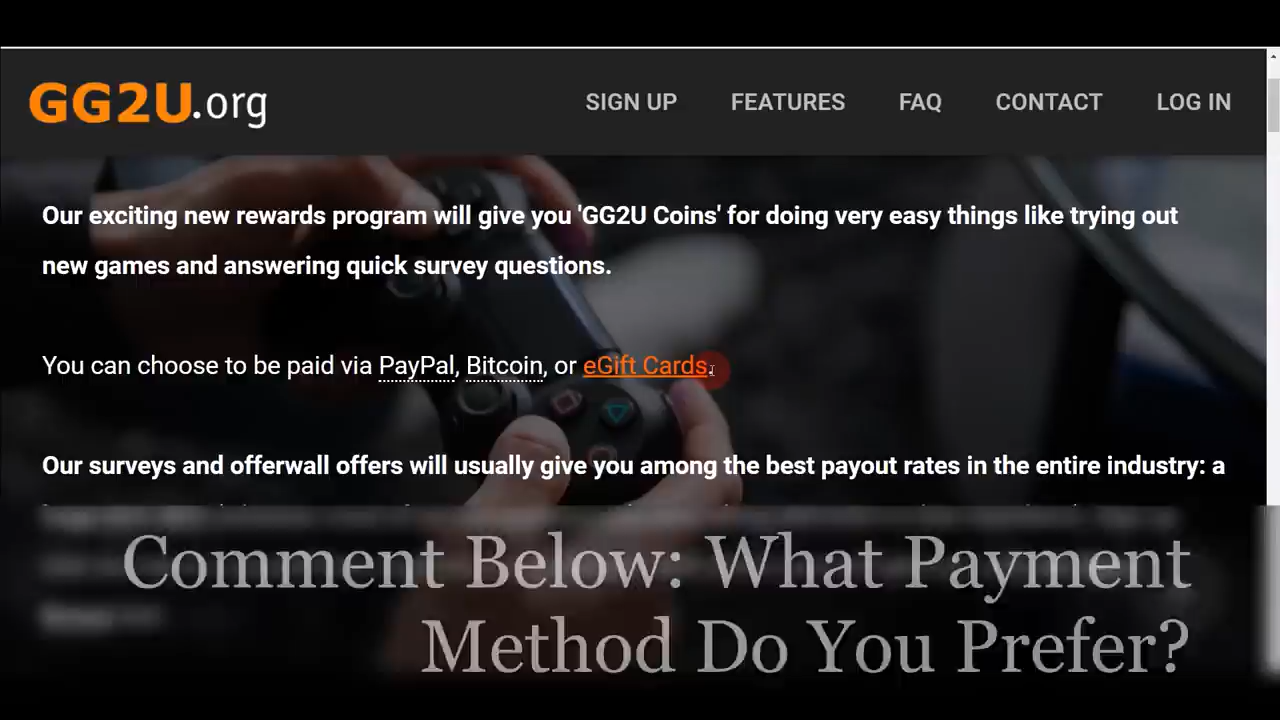 GG2U.org
SIGN UP FEATURES FAQ CONTACT LOG IN
Our exciting new rewards program will give you 'GG2U Coins' for doing very easy things like trying out
new games and answering quick survey questions.
You can choose to be paid via PayPal, Bitcoin, or eGift Cards.
Our surveys and offerwall offers will usually give you among the best payout rates in the entire industry: a
Comment Below: What Payment
Method Do You Prefer?